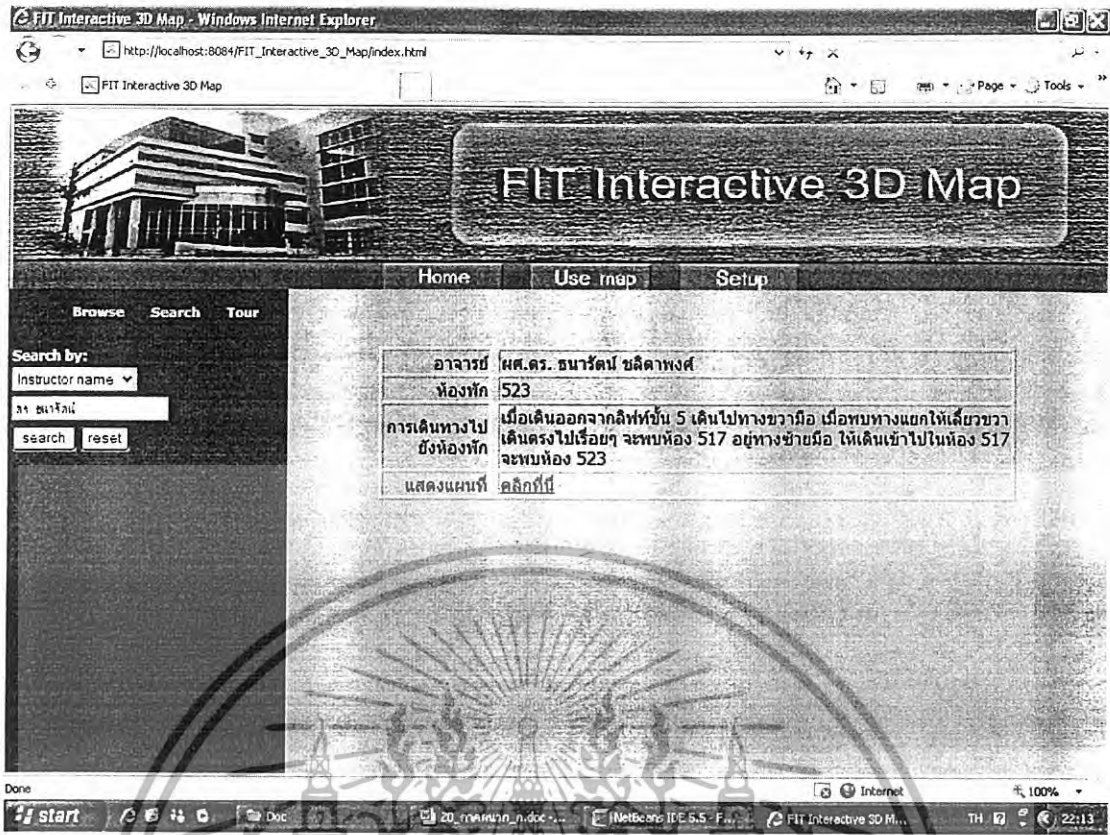 FIT Interactive 3D Map - Windows Internet Explorer
http://localhost:8084/FIT_Interactive_3D_Map/index.html
FIT Interactive 3D Map
Page Tools
FIT Interactive 3D Map
Home Use map Setup
Browse Search Tour
Search by:
Instructor name
ดร. ธนารัตน์
search reset
อาจารย์ ผศ.ดร. ธนารัตน์ ชลิดาพงศ์
ห้องพัก 523
การเดินทางไปยังห้องพัก เมื่อเดินออกจากลิฟท์ชั้น 5 เดินไปทางขวามือ เมื่อพบทางแยกให้เลี้ยวขวา
เดินตรงไปเรื่อยๆ จะพบห้อง 517 อยู่ทางซ้ายมือ ให้เดินเข้าไปในห้อง 517
จะพบห้อง 523
แสดงแผนที่ คลิกที่นี่
Done Internet 100%
start Doc NetBeans IDE 5.5 - F... FIT Interactive 3D M... TH 22:13